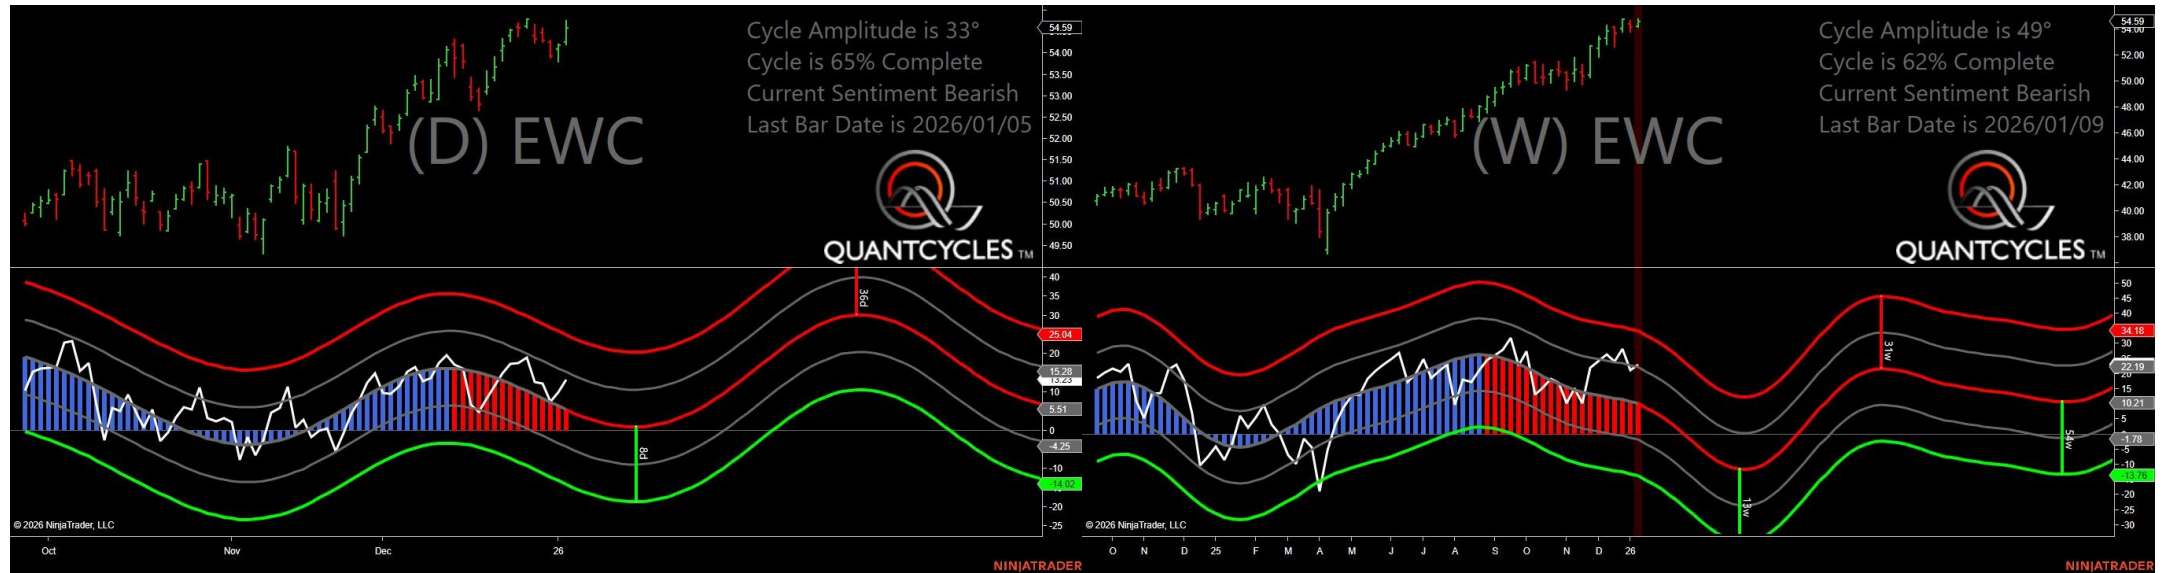 Cycle Amplitude is 33°
Cycle is 65% Complete
Current Sentiment Bearish
Last Bar Date is 2026/01/05
(D) EWC
QUANTCYCLES TM
54.59
54.00
53.50
53.00
52.50
52.00
51.50
51.00
50.50
50.00
49.50
40
35
30
25.04
20
15.28
13.23
10
5.51
0
-4.25
-10
-14.02
-20
-25
36d
8d
© 2026 NinjaTrader, LLC
Oct Nov Dec 26
NINJATRADER
Cycle Amplitude is 49°
Cycle is 62% Complete
Current Sentiment Bearish
Last Bar Date is 2026/01/09
(W) EWC
QUANTCYCLES TM
54.59
54.00
52.00
50.00
48.00
46.00
44.00
42.00
40.00
38.00
50
45
40
34.18
30
22.19
20
15
10.21
5
-1.78
-5
-10
-13.76
-20
-25
-30
31w
54w
13w
© 2026 NinjaTrader, LLC
O N D 25 F M A M J J A S O N D 26
NINJATRADER